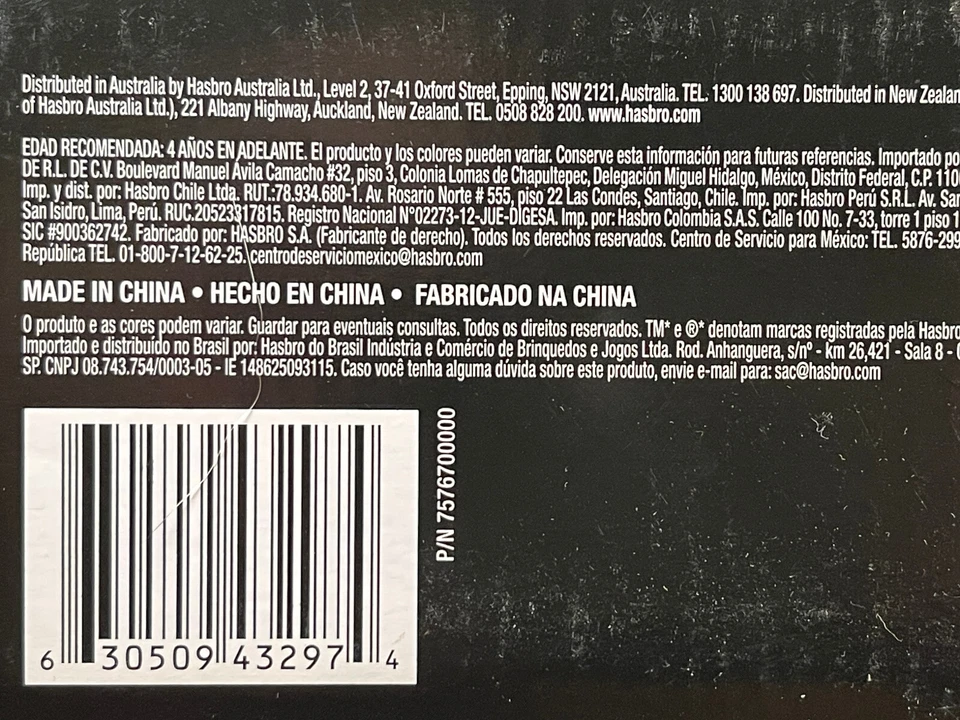 Distributed in Australia by Hasbro Australia Ltd., Level 2, 37-41 Oxford Street, Epping, NSW 2121, Australia. TEL. 1300 138 697. Distributed in New
of Hasbro Australia Ltd.), 221 Albany Highway, Auckland, New Zealand. TEL. 0508 828 200. www.hasbro.com
EDAD RECOMENDADA: 4 AÑOS EN ADELANTE. El producto y los colores pueden variar. Conserve esta información para futuras referencias. Importado
DE R.L. DE C.V. Boulevard Manuel Ávila Camacho #32, piso 3, Colonia Lomas de Chapultepec, Delegación Miguel Hidalgo, México, Distrito Federal, C.P.
Imp. y dist. por: Hasbro Chile Ltda. RUT.:78.934.680-1. Av. Rosario Norte # 555, piso 22 Las Condes, Santiago, Chile. Imp. por: Hasbro Perú S.R.L. Av.
San Isidro, Lima, Perú. RUC.20523317815. Registro Nacional N°02273-12-JUE-DIGESA. Imp. por: Hasbro Colombia S.A.S. Calle 100 No. 7-33, torre 1 piso
SIC #900362742. Fabricado por: HASBRO S.A. (Fabricante de derecho). Todos los derechos reservados. Centro de Servicio para México: TEL.
República TEL. 01-800-7-12-62-25. centrodeserviciomexico@hasbro.com
MADE IN CHINA • HECHO EN CHINA • FABRICADO NA CHINA
O produto e as cores podem variar. Guardar para eventuais consultas. Todos os direitos reservados. TM* e ®* denotam marcas registradas pela Hasbro
Importado e distribuído no Brasil por: Hasbro do Brasil Indústria e Comércio de Brinquedos e Jogos Ltda. Rod. Anhanguera, s/nº - km 26,421 - Sala 8 -
SP. CNPJ 08.743.754/0003-05 - IE 148625093115. Caso você tenha alguma dúvida sobre este produto, envie e-mail para: sac@hasbro.com
P/N 7576700000
6 30509 43297 4